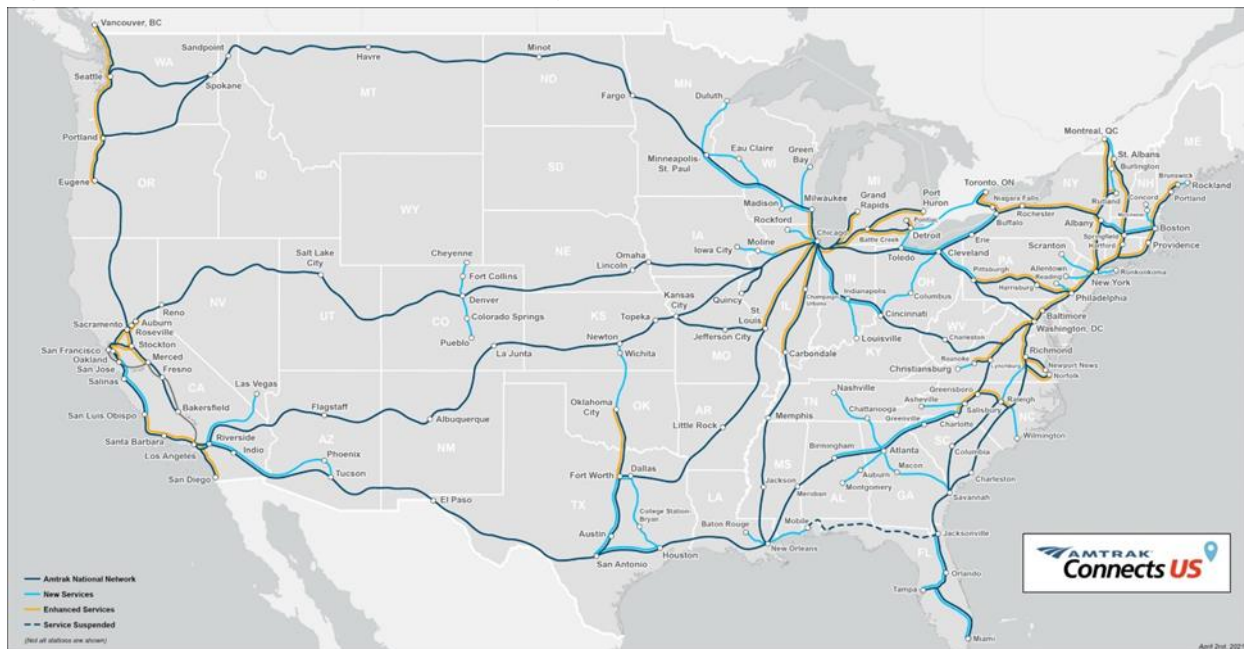 Vancouver, BC
Seattle
WA
Spokane
Sandpoint
Havre
Minot
MT
ND
Fargo
MN
Duluth
Portland
Eugene
OR
ID
SD
WY
Minneapolis-
St. Paul
Eau Claire
Green
Bay
WI
Madison
Milwaukee
Rockford
Chicago
MI
Grand
Rapids
Port
Huron
Pontiac
Battle Creek
Detroit
Toledo
Toronto, ON
Niagara Falls
Buffalo
Rochester
NY
Albany
Montreal, QC
St. Albans
Burlington
Rutland
NH
ME
Brunswick
Rockland
Portland
Concord
Boston
Springfield
Hartford
Providence
Ronkonkoma
New York
Scranton
Allentown
Reading
PA
Erie
Cleveland
Pittsburgh
Harrisburg
Philadelphia
Baltimore
Washington, DC
Salt Lake
City
Cheyenne
Fort Collins
Denver
Colorado Springs
Pueblo
CO
NE
Omaha
Lincoln
IA
Iowa City
Moline
Quincy
Kansas
City
Topeka
KS
Newton
Wichita
St.
Louis
Jefferson City
MO
IL
Champaign
Urbana
IN
Indianapolis
OH
Columbus
Cincinnati
Louisville
KY
WV
Charleston
Reno
NV
UT
Sacramento
Auburn
Roseville
Stockton
San Francisco
Oakland
San Jose
Merced
Fresno
Salinas
CA
Las Vegas
Bakersfield
San Luis Obispo
Santa Barbara
Los Angeles
Riverside
Indio
San Diego
Flagstaff
AZ
Phoenix
Tucson
Albuquerque
NM
La Junta
El Paso
Oklahoma
City
OK
AR
Little Rock
Fort Worth
Dallas
TX
Austin
College Station-
Bryan
San Antonio
Houston
LA
Baton Rouge
New Orleans
Carbondale
Memphis
MS
Jackson
Meridian
Mobile
TN
Nashville
Chattanooga
Birmingham
AL
Auburn
Montgomery
Atlanta
Macon
GA
Roanoke
Christiansburg
Lynchburg
Richmond
Newport News
Norfolk
Greensboro
Asheville
Greenville
Salisbury
Charlotte
Raleigh
NC
Wilmington
SC
Columbia
Charleston
Savannah
Jacksonville
FL
Orlando
Tampa
Miami
Amtrak National Network
New Services
Enhanced Services
Service Suspended
(Not all stations are shown)
AMTRAK
Connects US
April 2nd, 2021